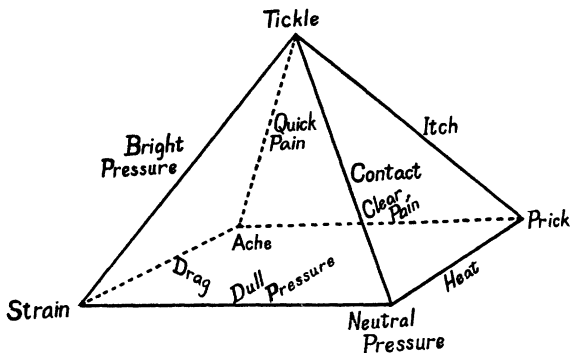 Tickle
Bright
Pressure
Quick
Pain
Itch
Contact
Clear
Pain
Ache
Prick
Drag
Dull Pressure
Heat
Strain
Neutral
Pressure